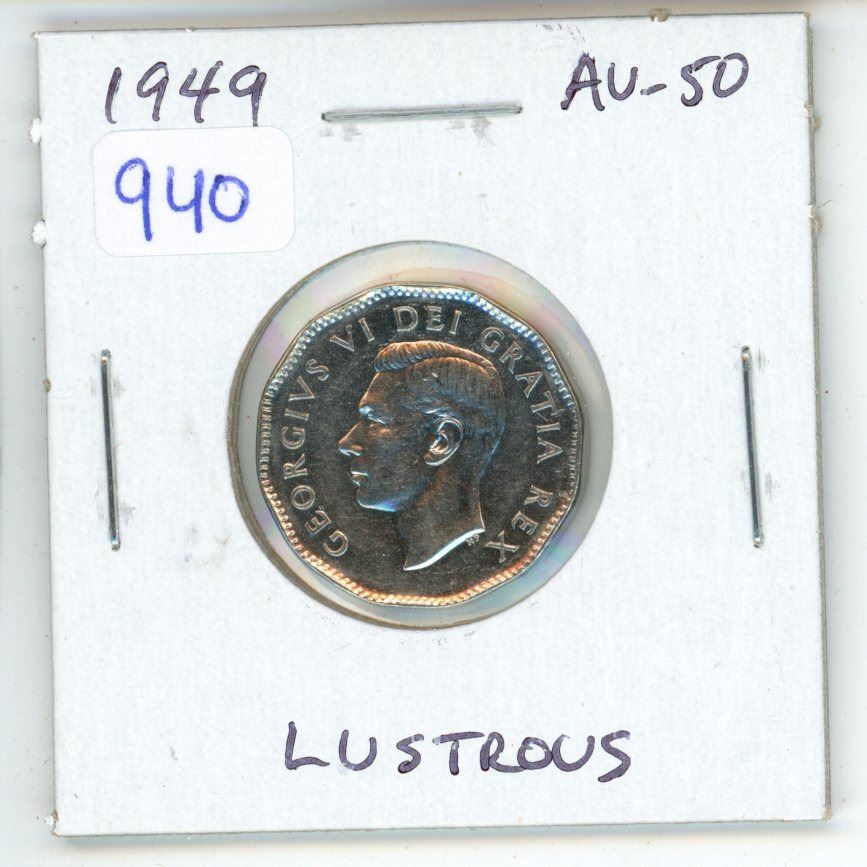 1949 AU-50
940
GEORGIVS VI DEI GRATIA REX
LUSTROUS